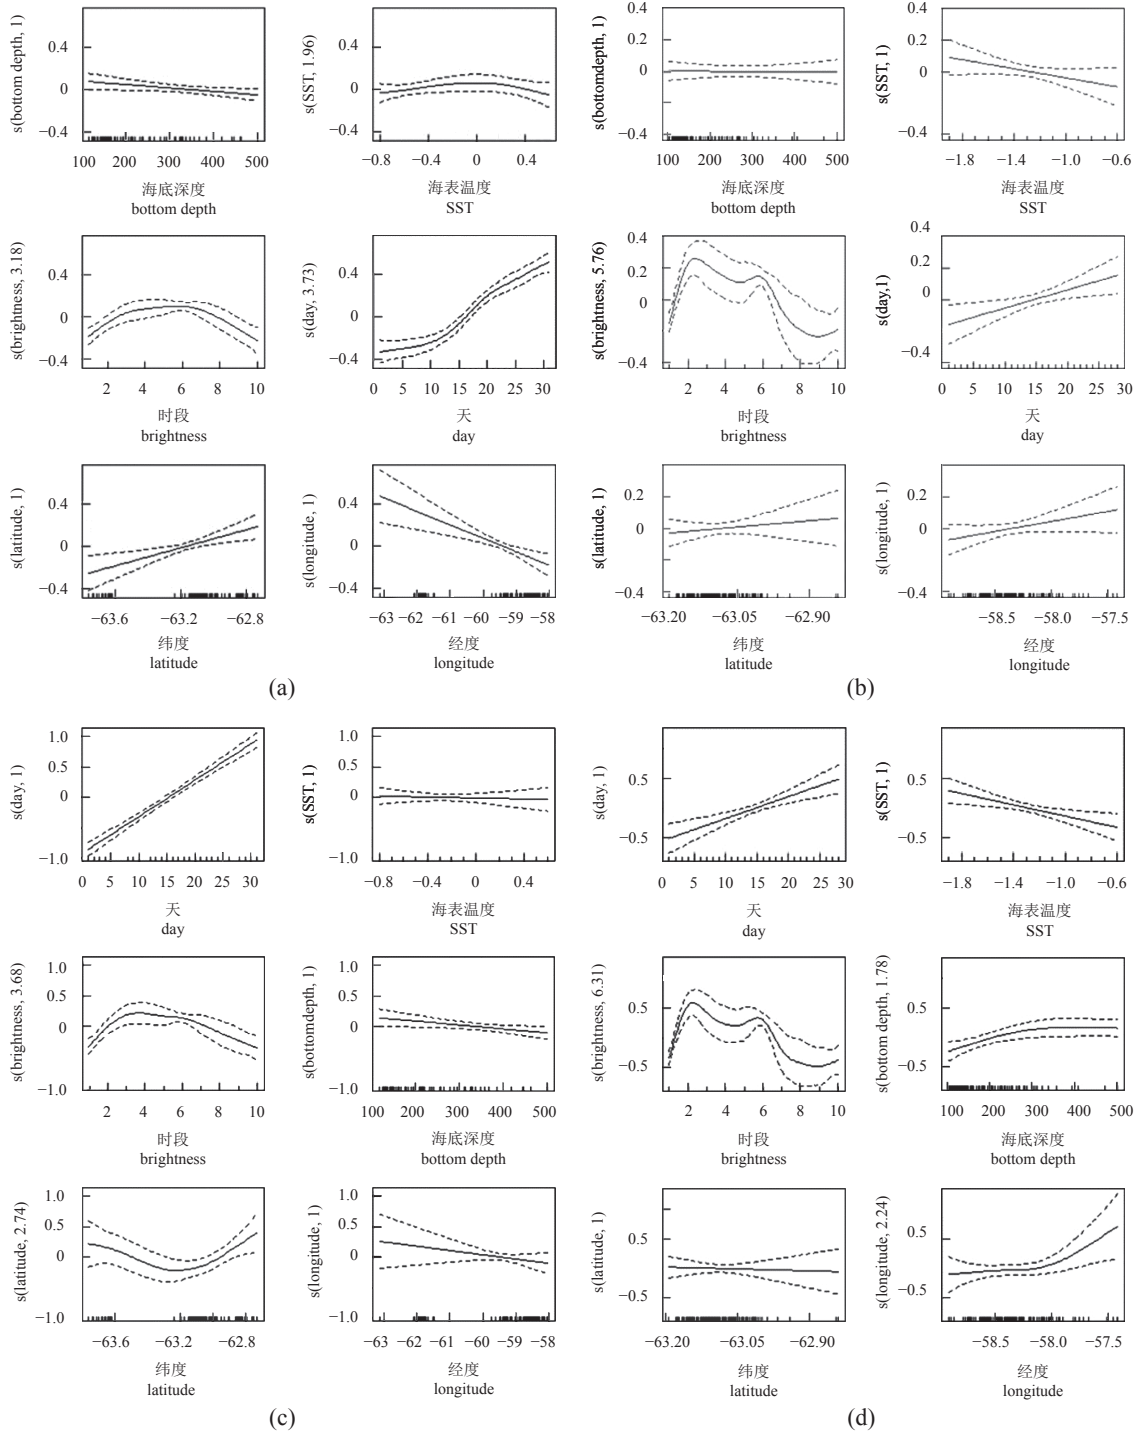 s(bottom depth, 1)
0.4
0
−0.4
100 200 300 400 500
海底深度
bottom depth
s(SST, 1.96)
0.4
0
−0.4
−0.8 −0.4 0 0.4
海表温度
SST
s(bottomdepth, 1)
0.4
0.2
0
−0.4
100 200 300 400 500
海底深度
bottom depth
s(SST, 1)
0.4
0.2
0
−0.4
−1.8 −1.4 −1.0 −0.6
海表温度
SST
s(brightness, 3.18)
0.4
0
−0.4
2 4 6 8 10
时段
brightness
s(day, 3.73)
0.4
0
−0.4
0 5 10 15 20 25 30
天
day
s(brightness, 5.76)
0.4
0.2
0
−0.4
2 4 6 8 10
时段
brightness
s(day,1)
0.4
0.2
0
−0.4
0 5 10 15 20 25 30
天
day
s(latitude, 1)
0.4
0
−0.4
−63.6 −63.2 −62.8
纬度
latitude
s(longitude, 1)
0.4
0
−0.4
−63 −62 −61 −60 −59 −58
经度
longitude
s(latitude, 1)
0.2
0
−0.4
−63.20 −63.05 −62.90
纬度
latitude
s(longitude, 1)
0.2
0
−0.4
−58.5 −58.0 −57.5
经度
longitude
(a)
(b)
s(day, 1)
1.0
0.5
0
−1.0
0 5 10 15 20 25 30
天
day
s(SST, 1)
1.0
0.5
0
−1.0
−0.8 −0.4 0 0.4
海表温度
SST
s(day, 1)
0.5
−0.5
0 5 10 15 20 25 30
天
day
s(SST, 1)
0.5
−0.5
−1.8 −1.4 −1.0 −0.6
海表温度
SST
s(brightness, 3.68)
1.0
0.5
0
−1.0
2 4 6 8 10
时段
brightness
s(bottomdepth, 1)
1.0
0.5
0
−1.0
100 200 300 400 500
海底深度
bottom depth
s(brightness, 6.31)
0.5
−0.5
2 4 6 8 10
时段
brightness
s(bottom depth, 1.78)
0.5
−0.5
100 200 300 400 500
海底深度
bottom depth
s(latitude, 2.74)
1.0
0.5
0
−1.0
−63.6 −63.2 −62.8
纬度
latitude
s(longitude, 1)
1.0
0.5
0
−1.0
−63 −62 −61 −60 −59 −58
经度
longitude
s(latitude, 1)
0.5
−0.5
−63.20 −63.05 −62.90
纬度
latitude
s(longitude, 2.24)
0.5
−0.5
−58.5 −58.0 −57.5
经度
longitude
(c)
(d)